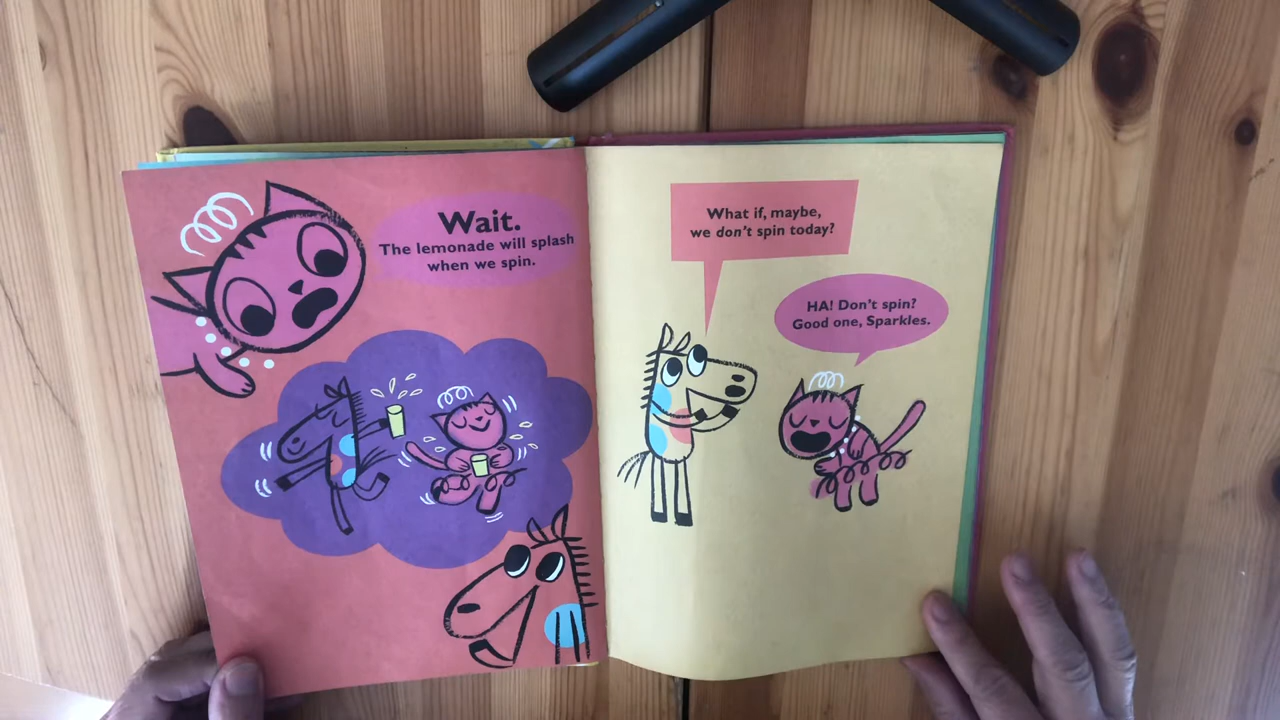 Wait.
The lemonade will splash
when we spin.
What if, maybe,
we don't spin today?
HA! Don't spin?
Good one, Sparkles.